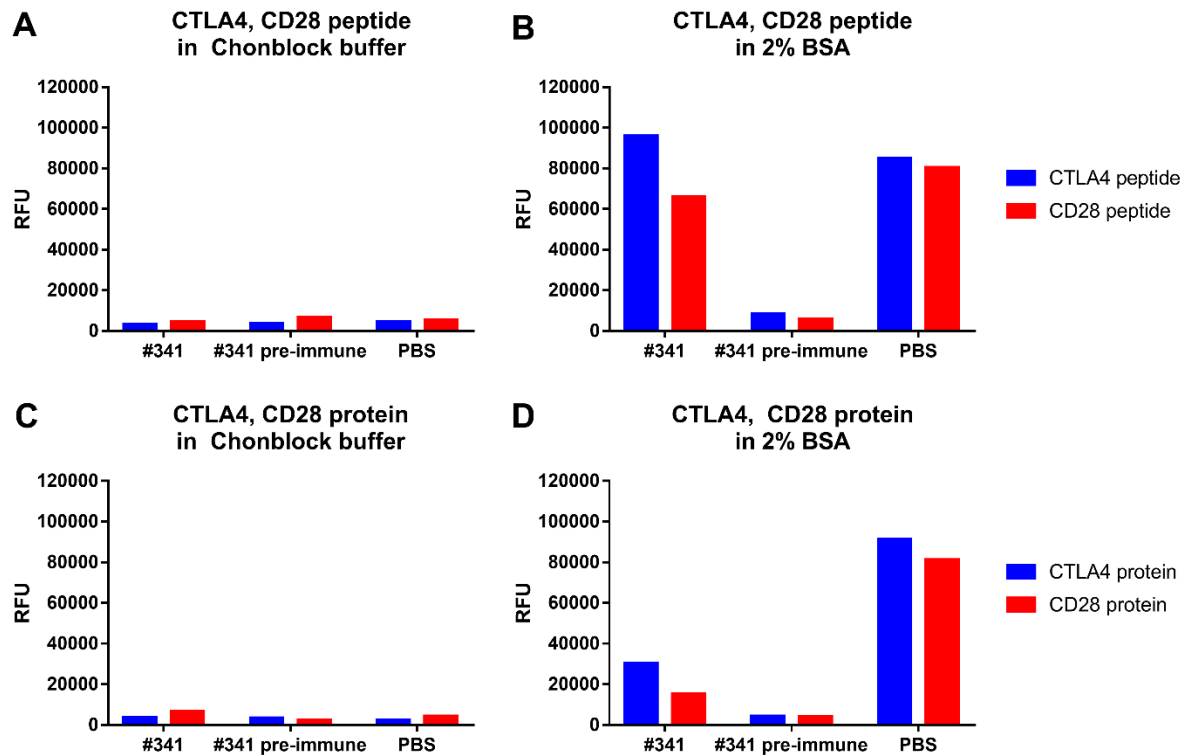 A
CTLA4, CD28 peptide
in Chonblock buffer
120000
100000
80000
60000
40000
20000
0
RFU
#341
#341 pre-immune
PBS
B
CTLA4, CD28 peptide
in 2% BSA
120000
100000
80000
60000
40000
20000
0
RFU
#341
#341 pre-immune
PBS
CTLA4 peptide
CD28 peptide
C
CTLA4, CD28 protein
in Chonblock buffer
120000
100000
80000
60000
40000
20000
0
RFU
#341
#341 pre-immune
PBS
D
CTLA4, CD28 protein
in 2% BSA
120000
100000
80000
60000
40000
20000
0
RFU
#341
#341 pre-immune
PBS
CTLA4 protein
CD28 protein